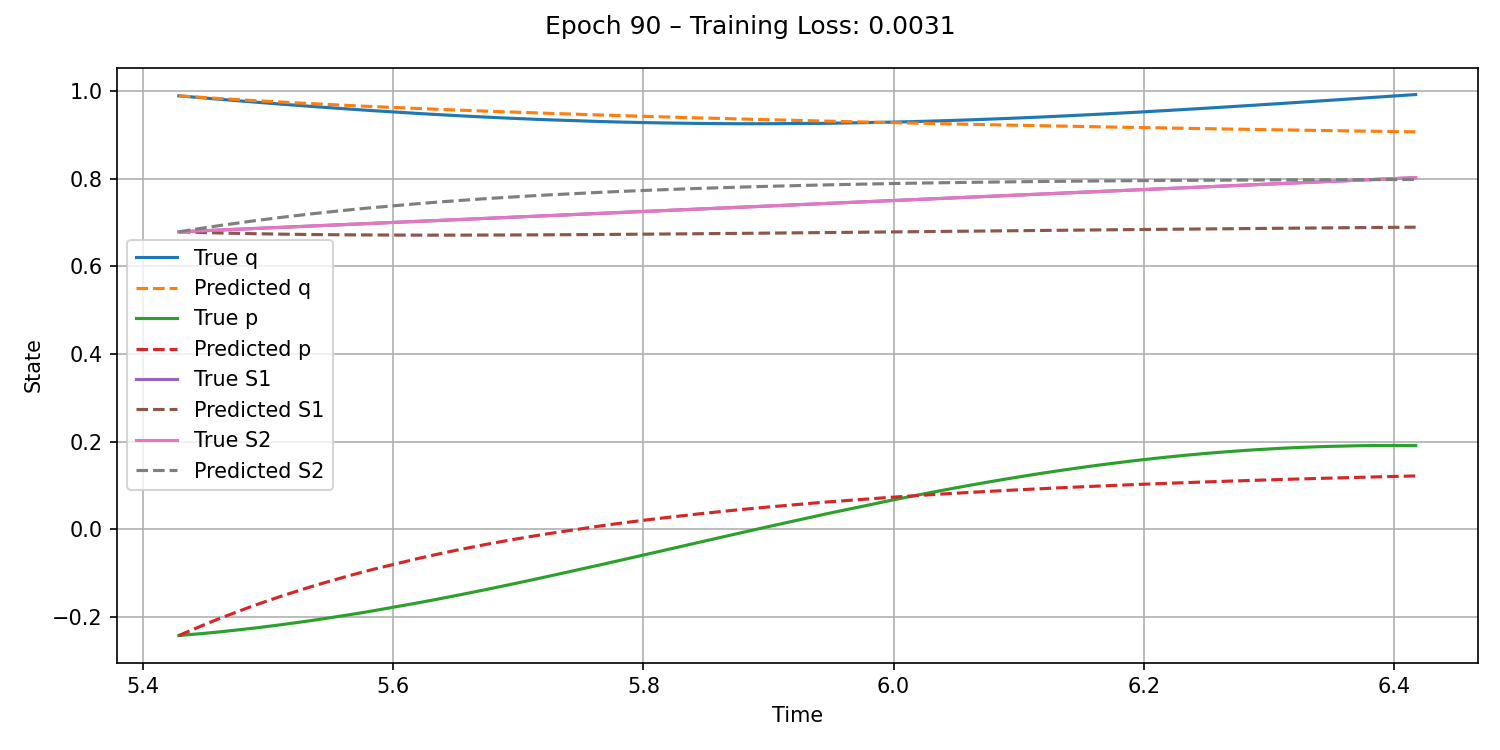 Epoch 90 – Training Loss: 0.0031
1.0
0.8
0.6
0.4
0.2
0.0
−0.2
State
True q
Predicted q
True p
Predicted p
True S1
Predicted S1
True S2
Predicted S2
5.4 5.6 5.8 6.0 6.2 6.4
Time